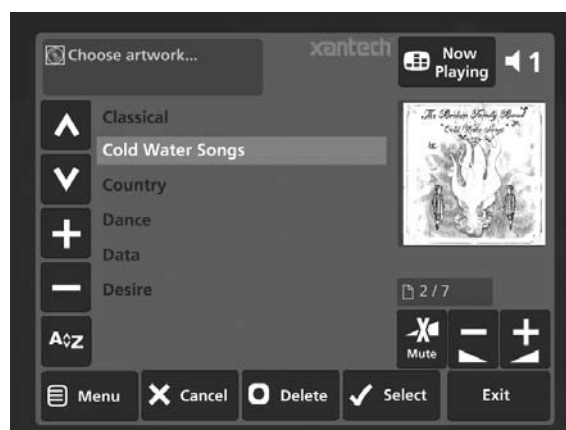 Choose artwork...
xantech
Now
Playing
1
Classical
Cold Water Songs
Country
Dance
Data
Desire
The Broken Family Band
"Cold Water Songs"
2 / 7
A◊Z
Mute
Menu
Cancel
Delete
Select
Exit